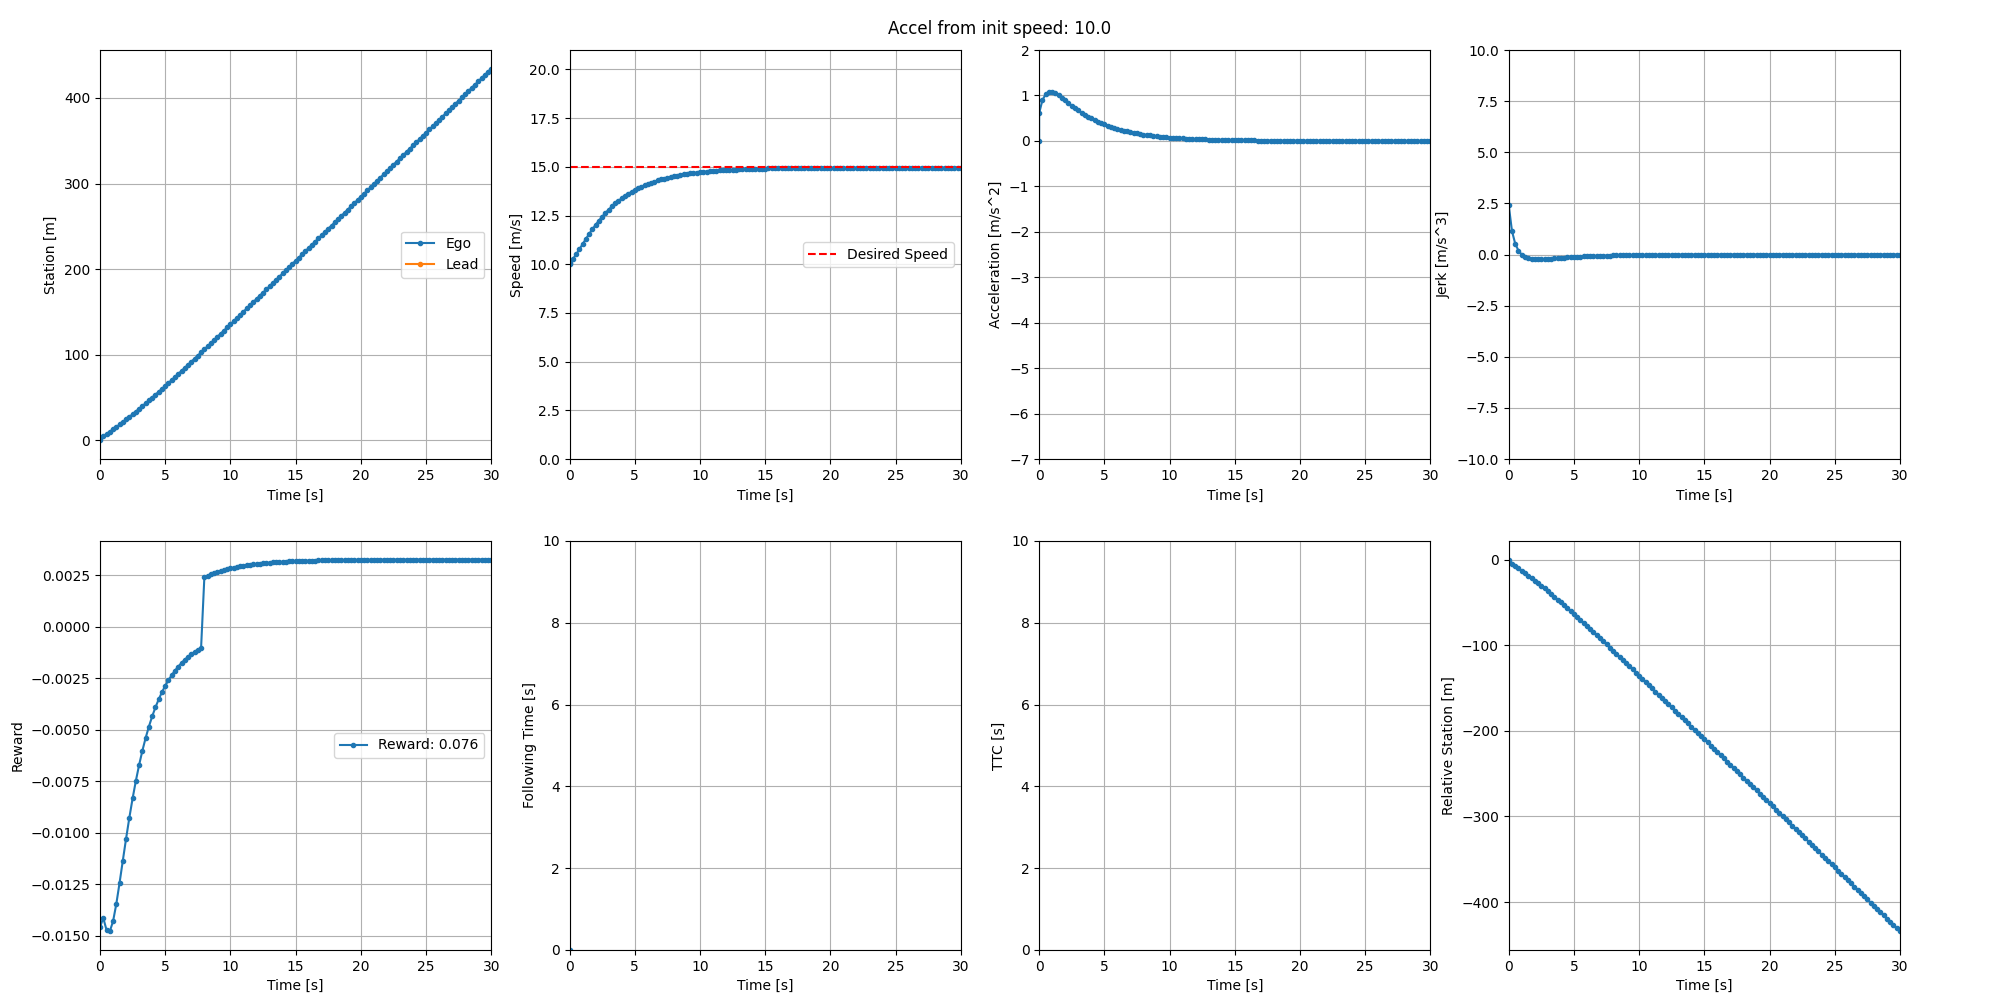 Accel from init speed: 10.0
400
300
200
100
0
Station [m]
Ego
Lead
0 5 10 15 20 25 30
Time [s]
20.0
17.5
15.0
12.5
10.0
7.5
5.0
2.5
0.0
Speed [m/s]
Desired Speed
0 5 10 15 20 25 30
Time [s]
2
1
0
−1
−2
−3
−4
−5
−6
−7
Acceleration [m/s^2]
0 5 10 15 20 25 30
Time [s]
10.0
7.5
5.0
2.5
0.0
−2.5
−5.0
−7.5
−10.0
Jerk [m/s^3]
0 5 10 15 20 25 30
Time [s]
0.0025
0.0000
−0.0025
−0.0050
−0.0075
−0.0100
−0.0125
−0.0150
Reward
Reward: 0.076
0 5 10 15 20 25 30
Time [s]
10
8
6
4
2
0
Following Time [s]
0 5 10 15 20 25 30
Time [s]
10
8
6
4
2
0
TTC [s]
0 5 10 15 20 25 30
Time [s]
0
−100
−200
−300
−400
Relative Station [m]
0 5 10 15 20 25 30
Time [s]